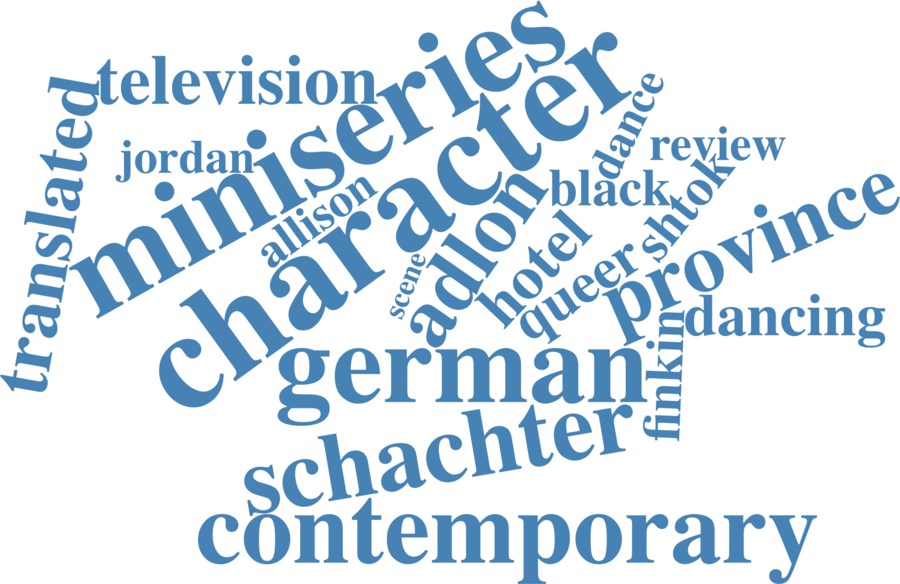 miniseries
character
television
translated
jordan
allison
dance
review
black
shtok
adlon
hotel
scene
queer
province
dancing
finkin
german
schachter
contemporary